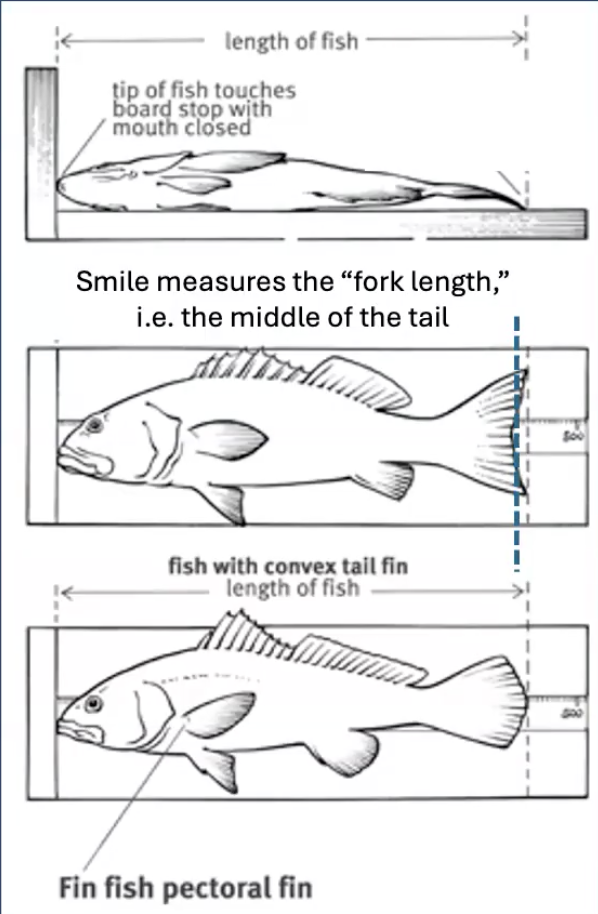 length of fish
tip of fish touches
board stop with
mouth closed
Smile measures the “fork length,”
i.e. the middle of the tail
500
fish with convex tail fin
length of fish
500
Fin fish pectoral fin